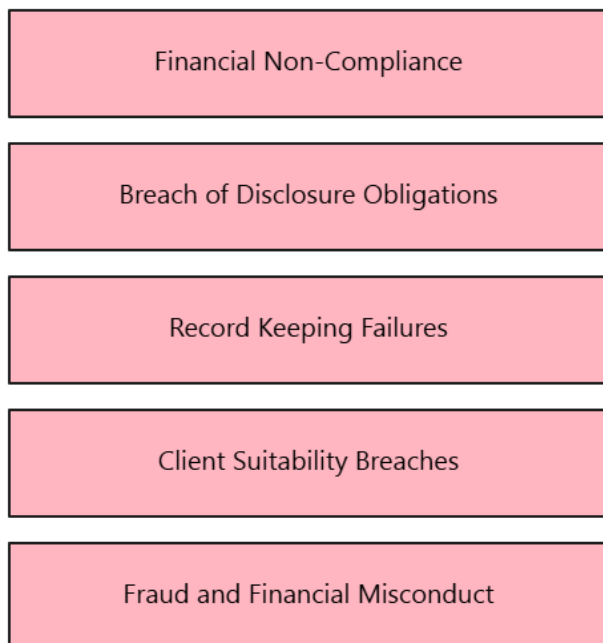 Financial Non-Compliance
Breach of Disclosure Obligations
Record Keeping Failures
Client Suitability Breaches
Fraud and Financial Misconduct